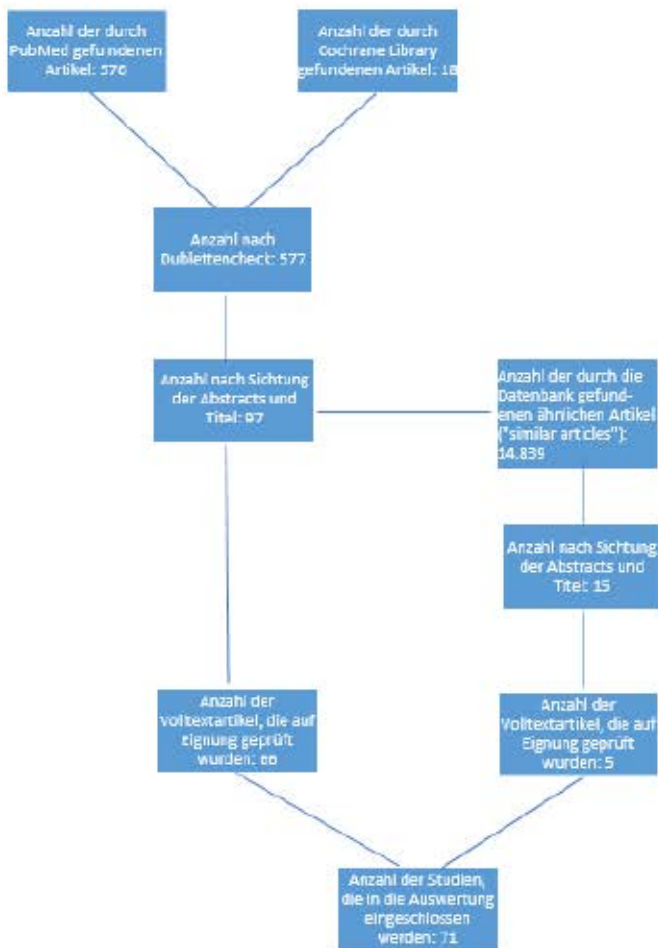 Anzahl der durch
PubMed gefundenen
Artikel: 576
Anzahl der durch
Cochrane Library
gefundenen Artikel: 18
Anzahl nach
Dublettencheck: 577
Anzahl nach Sichtung
der Abstracts und
Titel: 97
Anzahl der durch die
Datenbank gefund-
enen ähnlichen Artikel
("similar articles"):
14.839
Anzahl nach Sichtung
der Abstracts und
Titel: 15
Anzahl der
Volltextartikel, die auf
Eignung geprüft
wurden: 66
Anzahl der
Volltextartikel, die auf
Eignung geprüft
wurden: 5
Anzahl der Studien,
die in die Auswertung
eingeschlossen
werden: 71